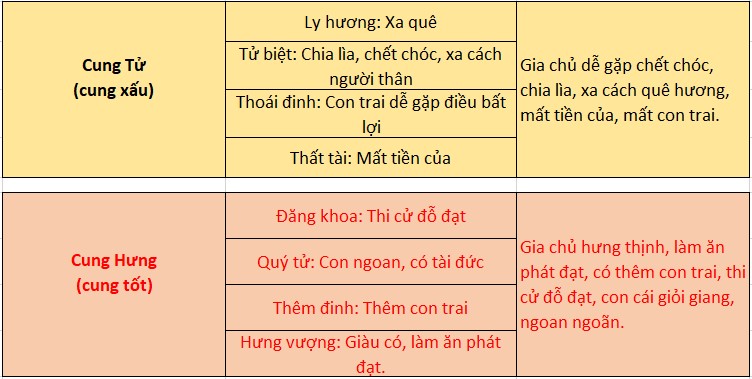 Cung Tử
(cung xấu)
Ly hương: Xa quê
Tử biệt: Chia lìa, chết chóc, xa cách
người thân
Thoái đinh: Con trai dễ gặp điều bất
lợi
Thất tài: Mất tiền của
Gia chủ dễ gặp chết chóc,
chia lìa, xa cách quê hương,
mất tiền của, mất con trai.
Cung Hưng
(cung tốt)
Đăng khoa: Thi cử đỗ đạt
Quý tử: Con ngoan, có tài đức
Thêm đinh: Thêm con trai
Hưng vượng: Giàu có, làm ăn phát
đạt.
Gia chủ hưng thịnh, làm ăn
phát đạt, có thêm con trai, thi
cử đỗ đạt, con cái giỏi giang,
ngoan ngoãn.